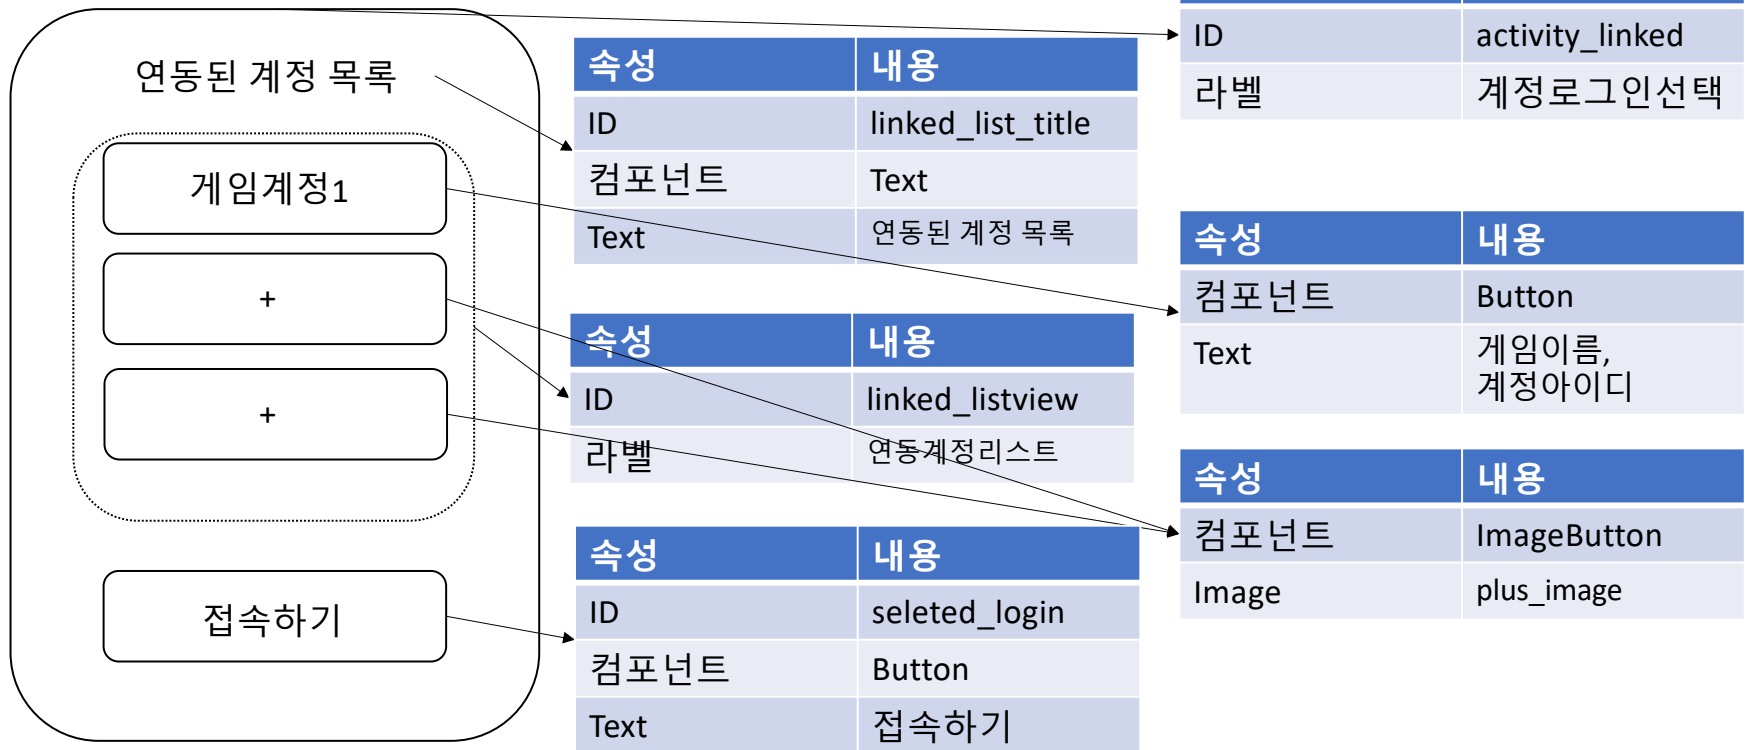 연동된 계정 목록
게임계정1
+
+
접속하기
속성 내용
ID linked_list_title
컴포넌트 Text
Text 연동된 계정 목록
속성 내용
ID linked_listview
라벨 연동계정리스트
속성 내용
ID seleted_login
컴포넌트 Button
Text 접속하기
ID activity_linked
라벨 계정로그인선택
속성 내용
컴포넌트 Button
Text 게임이름,
계정아이디
속성 내용
컴포넌트 ImageButton
Image plus_image